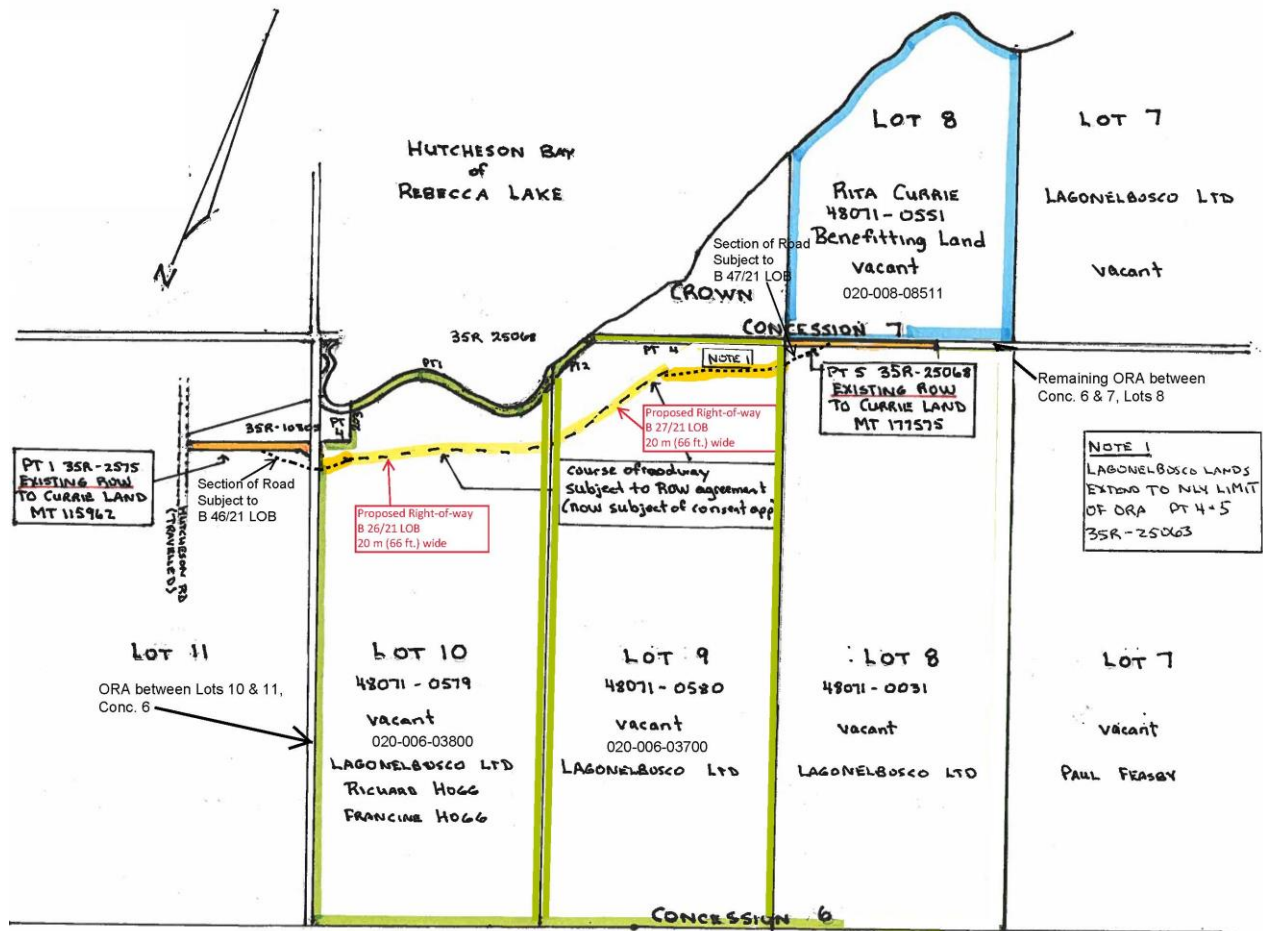 HUTCHESON BAY
of
REBECCA LAKE
N
LOT 8
RITA CURRIE
48071-0551
Benefitting Land
vacant
020-008-08511
LOT 7
LAGONELBOSCO LTD
vacant
Section of Road
Subject to
B 47/21 LOB
CROWN
CONCESSION 7
35R 25068
PT1
PT2
PT 4
NOTE 1
35R-10805
PT 1 35R-2575
EXISTING ROW
TO CURRIE LAND
MT 115962
Section of Road
Subject to
B 46/21 LOB
HUTCHESON RD
(TRAVELLED)
Proposed Right-of-way
B 26/21 LOB
20 m (66 ft.) wide
Proposed Right-of-way
B 27/21 LOB
20 m (66 ft.) wide
course of roadway
subject to ROW agreement
(now subject of consent app
PT 5 35R-25068
EXISTING ROW
TO CURRIE LAND
MT 177575
Remaining ORA between
Conc. 6 & 7, Lots 8
NOTE 1
LAGONELBOSCO LANDS
EXTEND TO NLY LIMIT
OF ORA PT 4+5
35R-25063
LOT 11
ORA between Lots 10 & 11,
Conc. 6
LOT 10
48071-0579
vacant
020-006-03800
LAGONELBOSCO LTD
RICHARD HOGG
FRANCINE HOGG
LOT 9
48071-0580
vacant
020-006-03700
LAGONELBOSCO LTD
LOT 8
48071-0031
vacant
LAGONELBOSCO LTD
LOT 7
vacant
PAUL FEASBY
CONCESSION 6